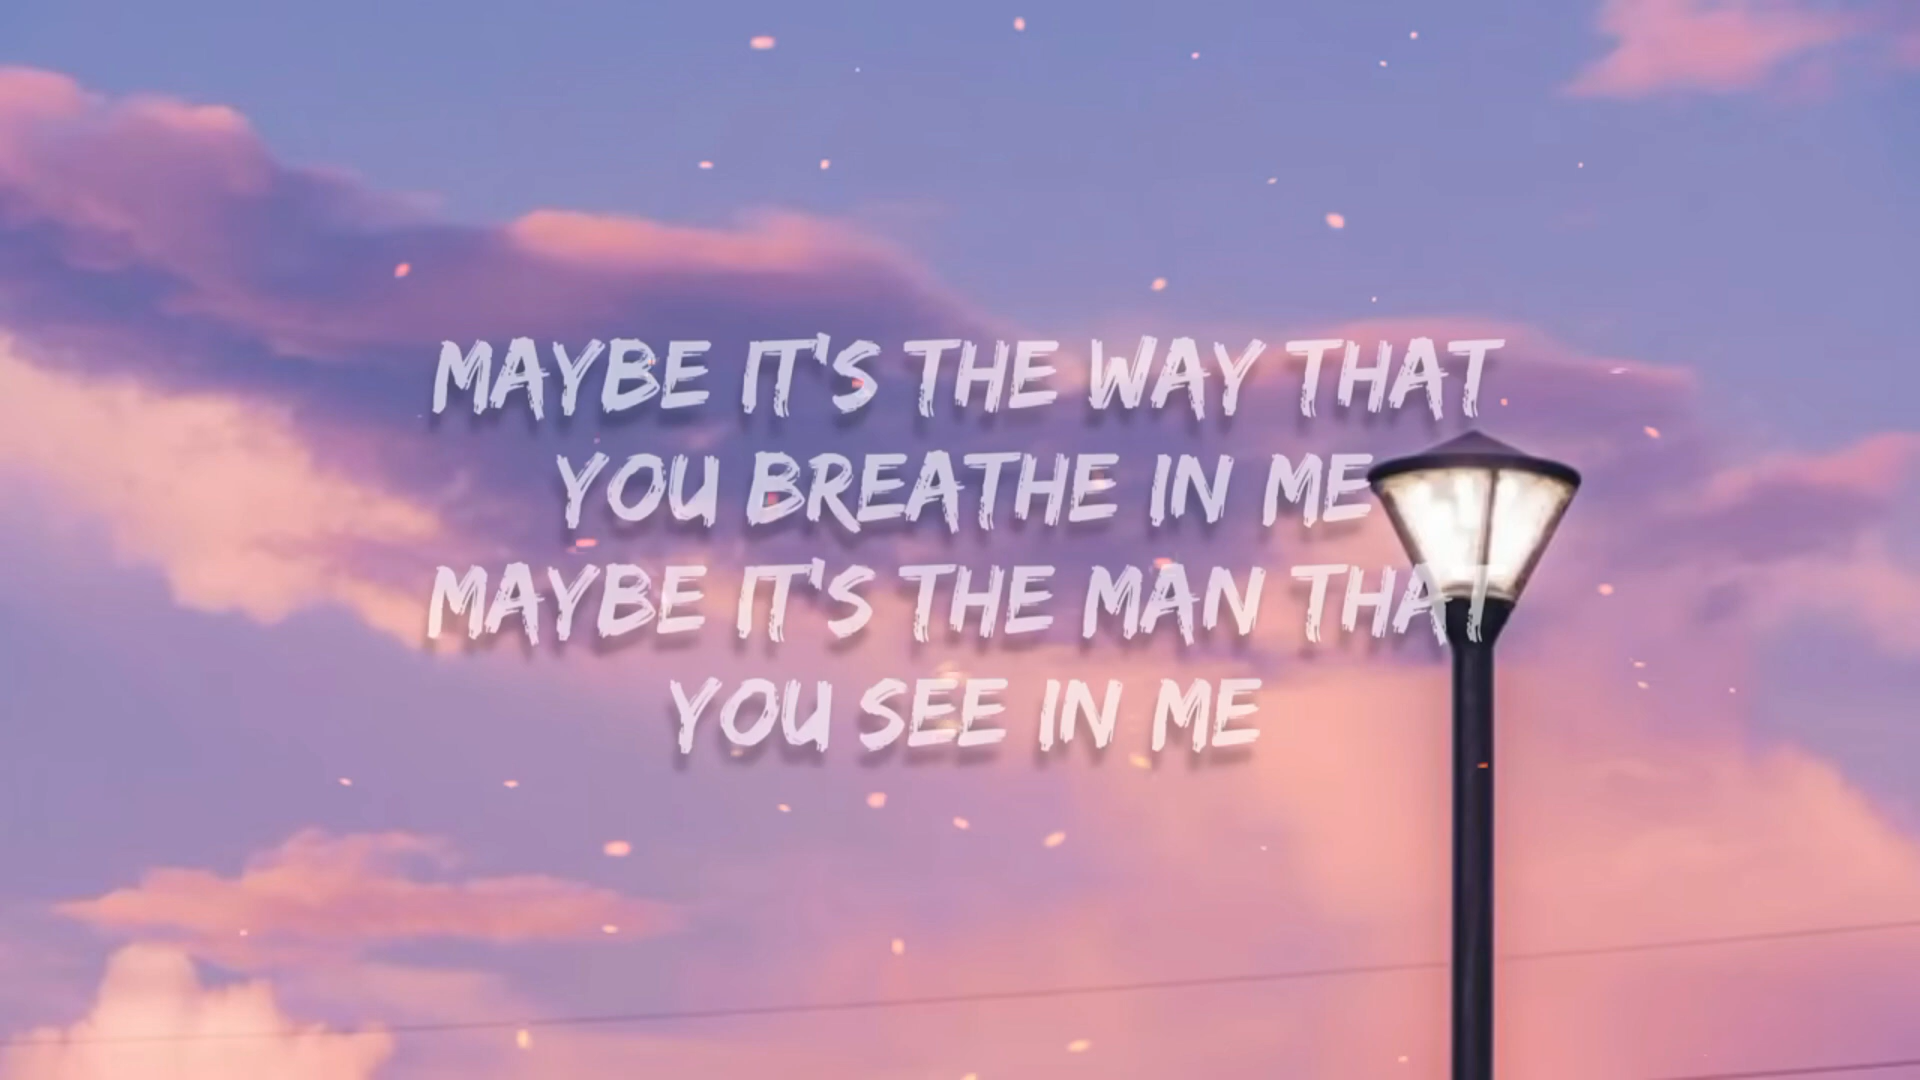 MAYBE IT'S THE WAY THAT
YOU BREATHE IN ME
MAYBE IT'S THE MAN THAT
YOU SEE IN ME